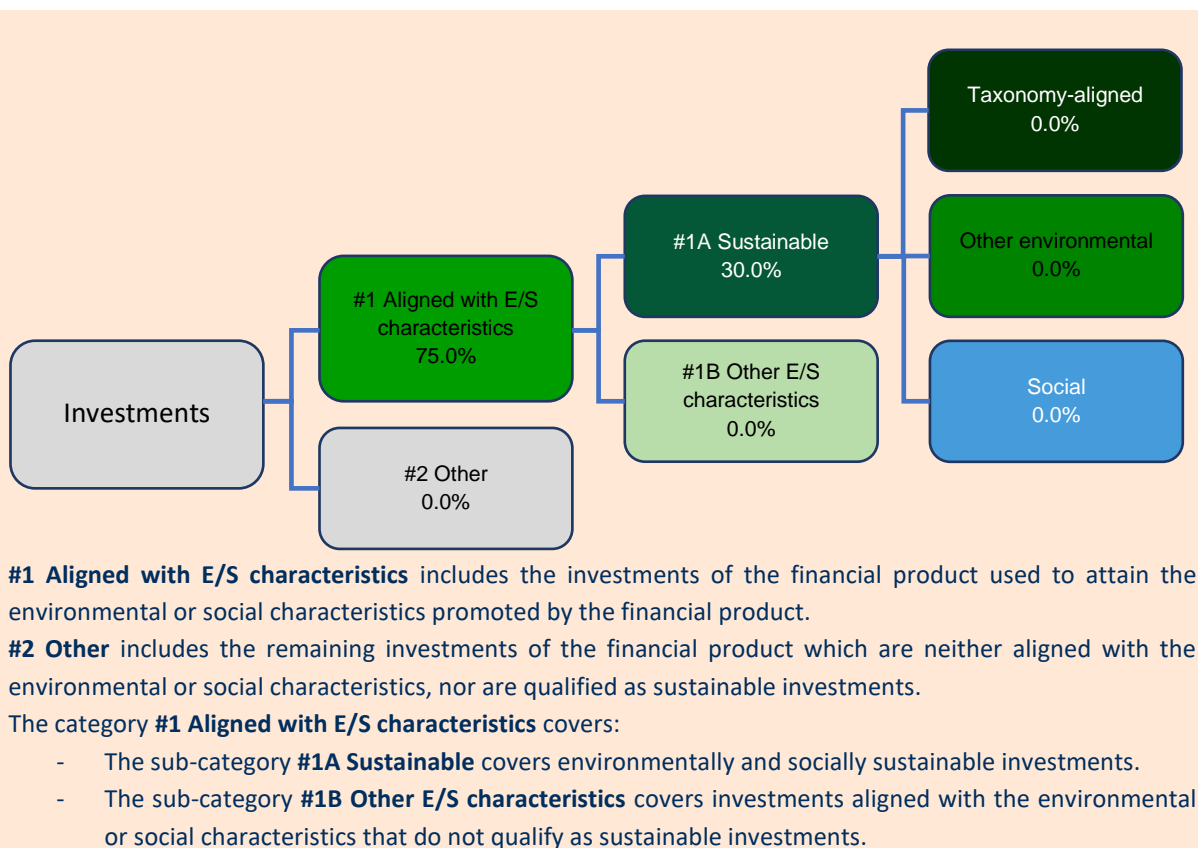 Taxonomy-aligned
0.0%
#1A Sustainable
30.0%
Other environmental
0.0%
#1 Aligned with E/S
characteristics
75.0%
Investments
#1B Other E/S
characteristics
0.0%
Social
0.0%
#2 Other
0.0%
#1 Aligned with E/S characteristics includes the investments of the financial product used to attain the
environmental or social characteristics promoted by the financial product.
#2 Other includes the remaining investments of the financial product which are neither aligned with the
environmental or social characteristics, nor are qualified as sustainable investments.
The category #1 Aligned with E/S characteristics covers:
- The sub-category #1A Sustainable covers environmentally and socially sustainable investments.
- The sub-category #1B Other E/S characteristics covers investments aligned with the environmental
or social characteristics that do not qualify as sustainable investments.